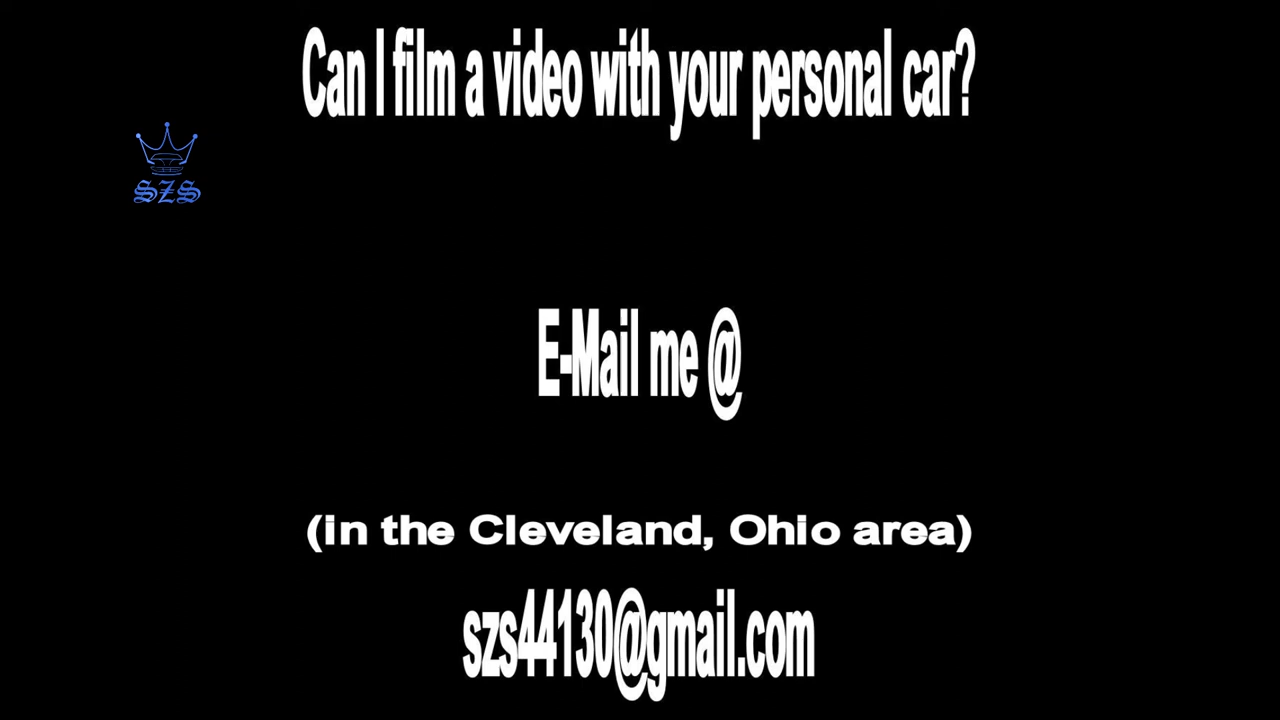 Can I film a video with your personal car?
SZS
E-Mail me @
(in the Cleveland, Ohio area)
szs44130@gmail.com